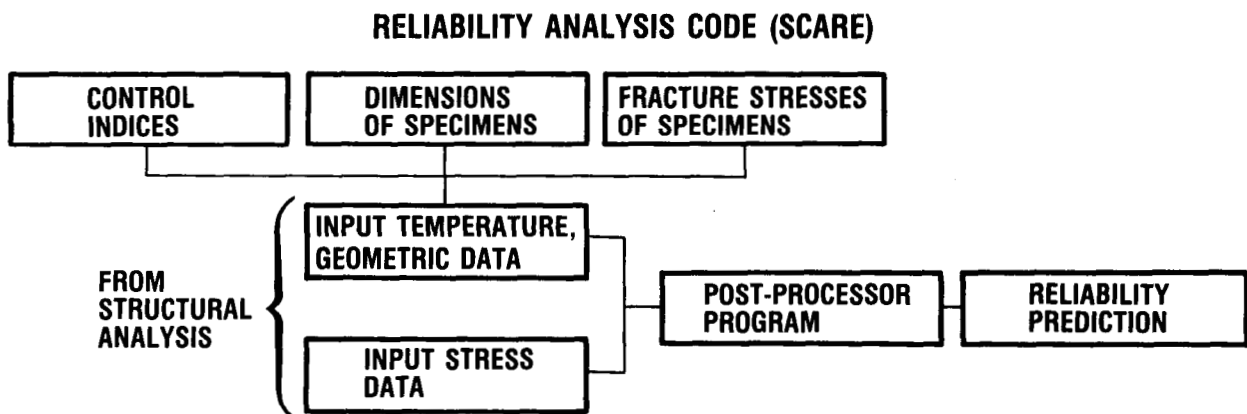 RELIABILITY ANALYSIS CODE (SCARE)
CONTROL
INDICES
DIMENSIONS
OF SPECIMENS
FRACTURE STRESSES
OF SPECIMENS
INPUT TEMPERATURE,
GEOMETRIC DATA
FROM
STRUCTURAL
ANALYSIS
POST-PROCESSOR
PROGRAM
RELIABILITY
PREDICTION
INPUT STRESS
DATA